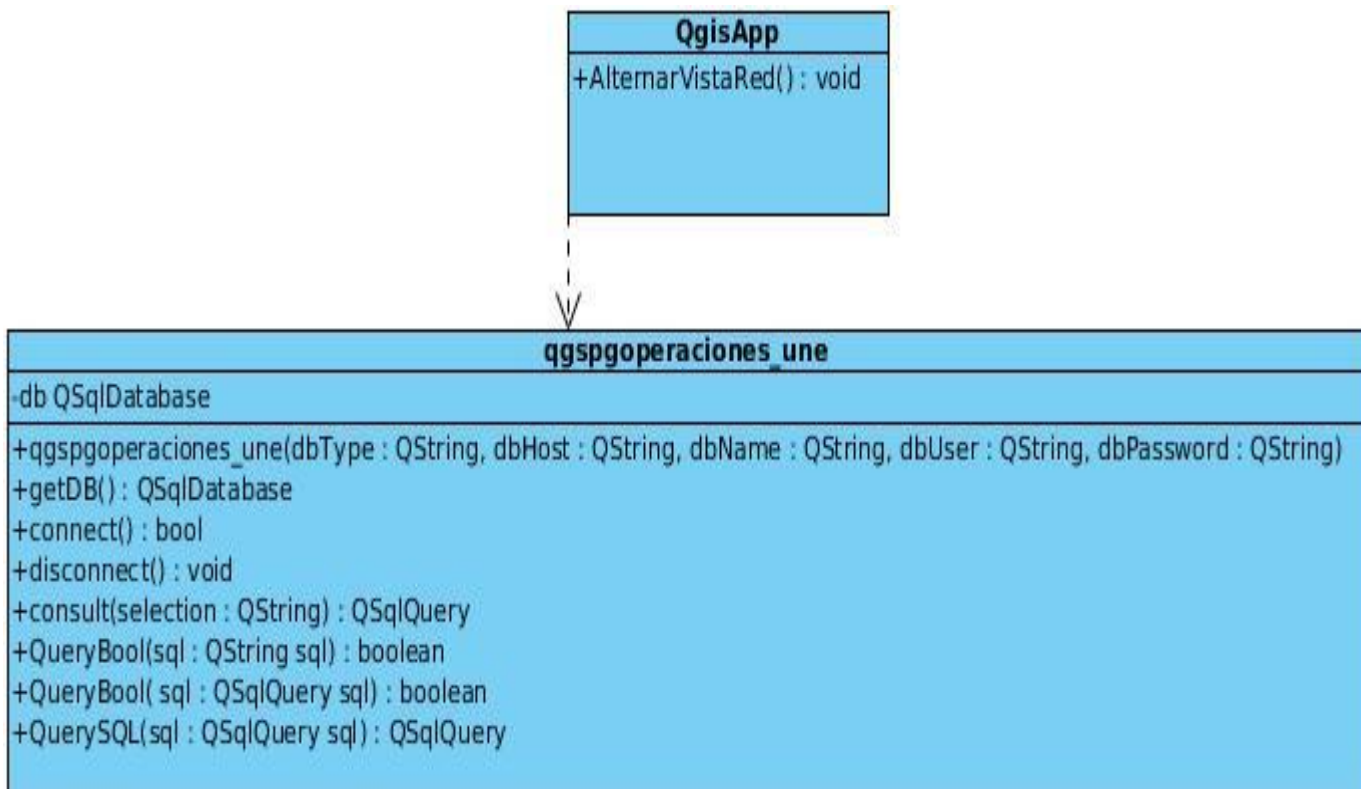 QgisApp
+AlternarVistaRed() : void
qgspgoperaciones_une
-db QSqlDatabase
+qgspgoperaciones_une(dbType : QString, dbHost : QString, dbName : QString, dbUser : QString, dbPassword : QString)
+getDB() : QSqlDatabase
+connect() : bool
+disconnect() : void
+consult(selection : QString) : QSqlQuery
+QueryBool(sql : QString sql) : boolean
+QueryBool( sql : QSqlQuery sql) : boolean
+QuerySQL(sql : QSqlQuery sql) : QSqlQuery